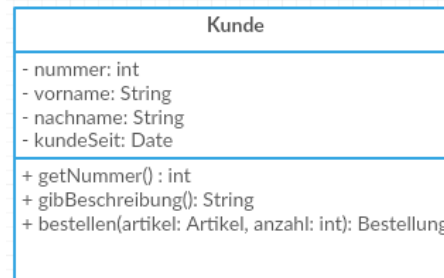 Kunde
- nummer: int
- vorname: String
- nachname: String
- kundeSeit: Date
+ getNummer() : int
+ gibBeschreibung(): String
+ bestellen(artikel: Artikel, anzahl: int): Bestellung